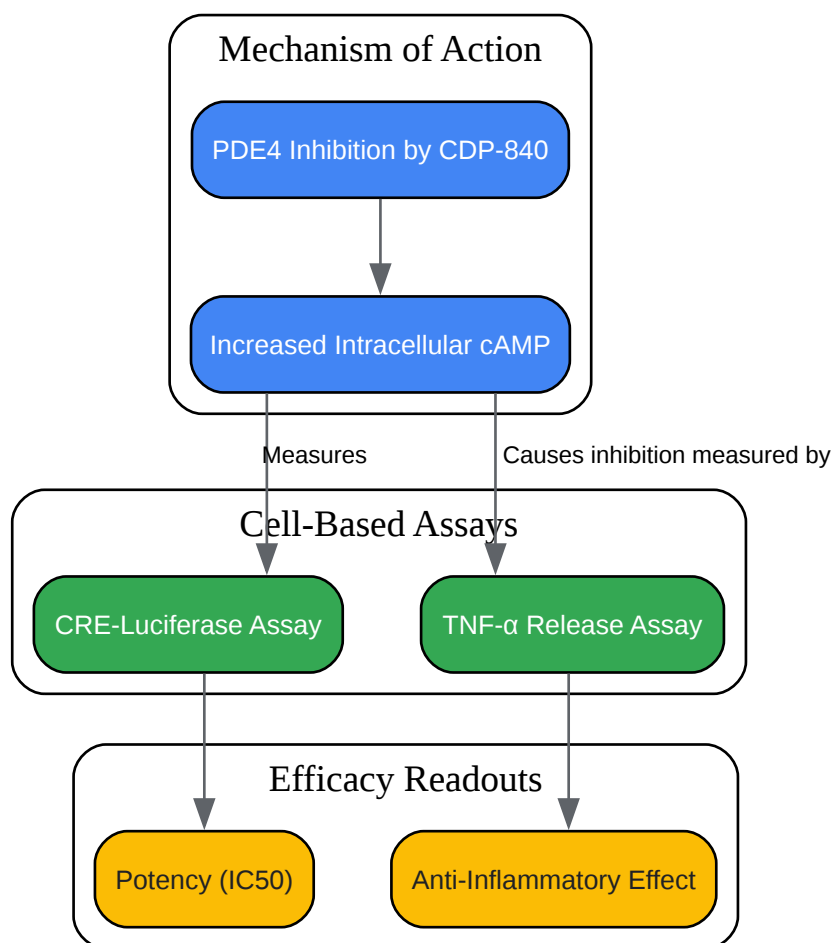 Mechanism of Action
PDE4 Inhibition by CDP-840
Increased Intracellular cAMP
Measures
Causes inhibition measured by
Cell-Based Assays
CRE-Luciferase Assay
TNF-α Release Assay
Efficacy Readouts
Potency (IC50)
Anti-Inflammatory Effect